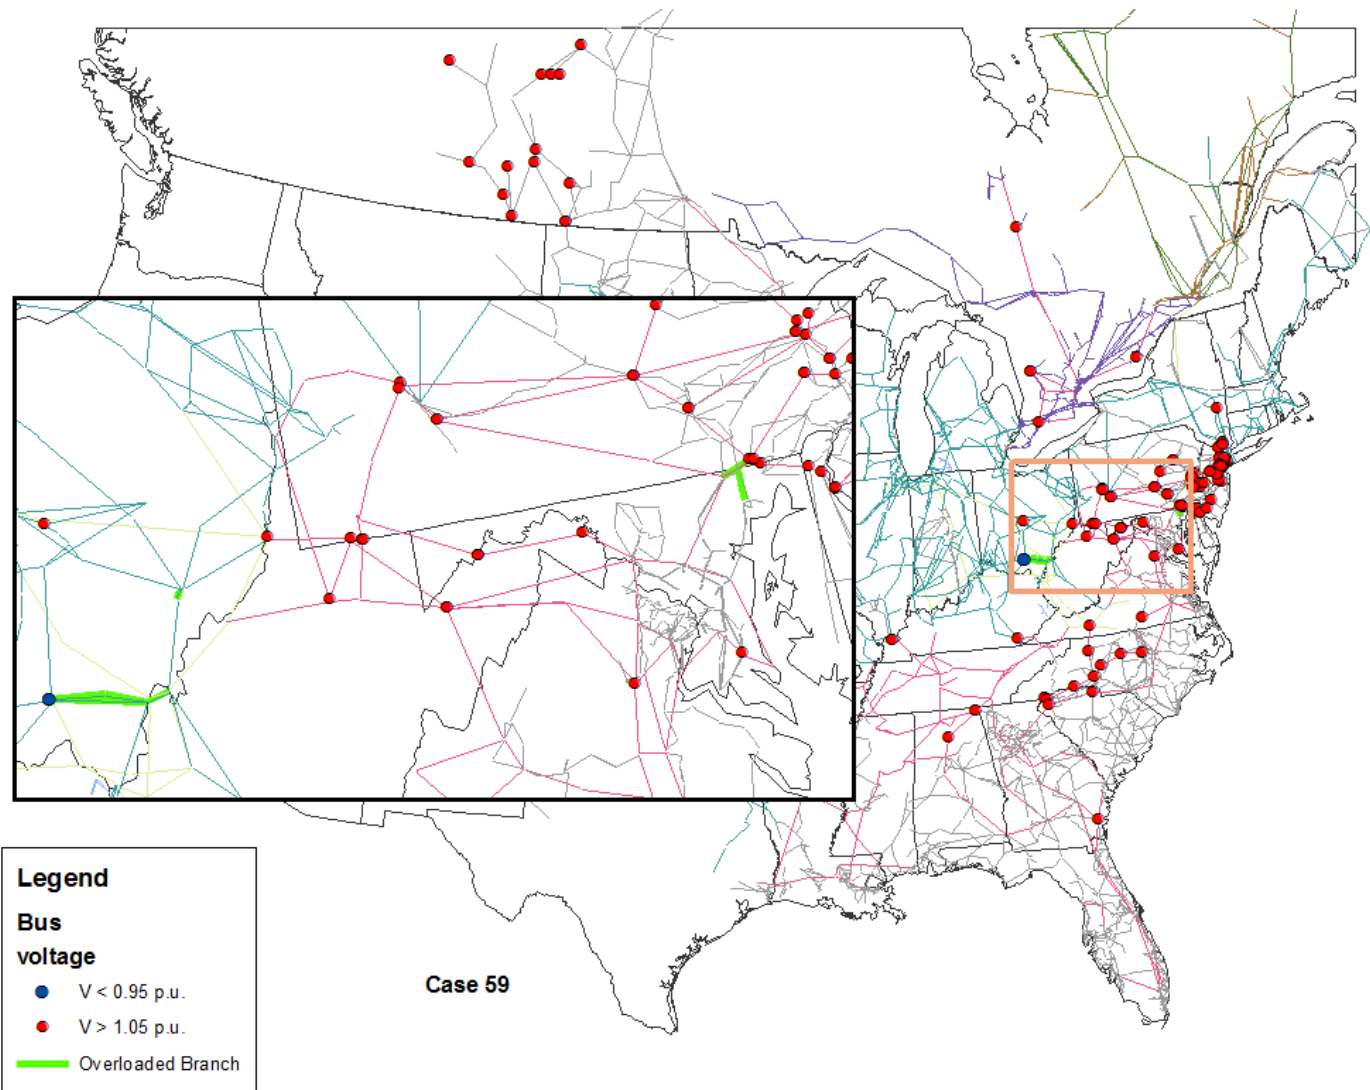 Case 59
Legend
Bus
voltage
V < 0.95 p.u.
V > 1.05 p.u.
Overloaded Branch